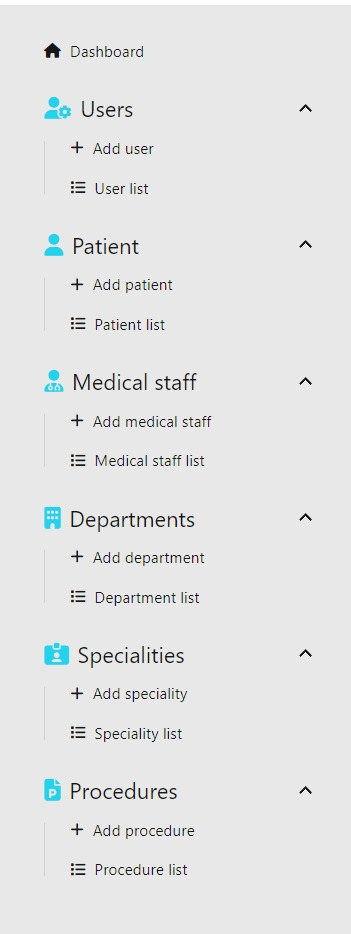 Dashboard
Users
Add user
User list
Patient
Add patient
Patient list
Medical staff
Add medical staff
Medical staff list
Departments
Add department
Department list
Specialities
Add speciality
Speciality list
Procedures
Add procedure
Procedure list